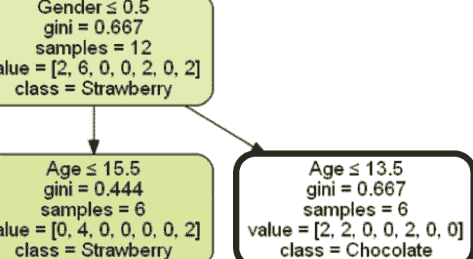 Gender ≤ 0.5
gini = 0.667
samples = 12
alue = [2, 6, 0, 0, 2, 0, 2]
class = Strawberry
Age ≤ 15.5
gini = 0.444
samples = 6
alue = [0, 4, 0, 0, 0, 0, 2]
class = Strawberry
Age ≤ 13.5
gini = 0.667
samples = 6
value = [2, 2, 0, 0, 2, 0, 0]
class = Chocolate